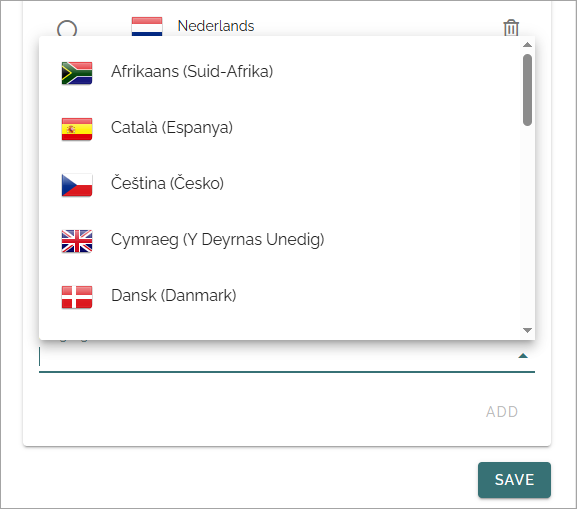 Nederlands
Afrikaans (Suid-Afrika)
Català (Espanya)
Čeština (Česko)
Cymraeg (Y Deyrnas Unedig)
Dansk (Danmark)
ADD
SAVE